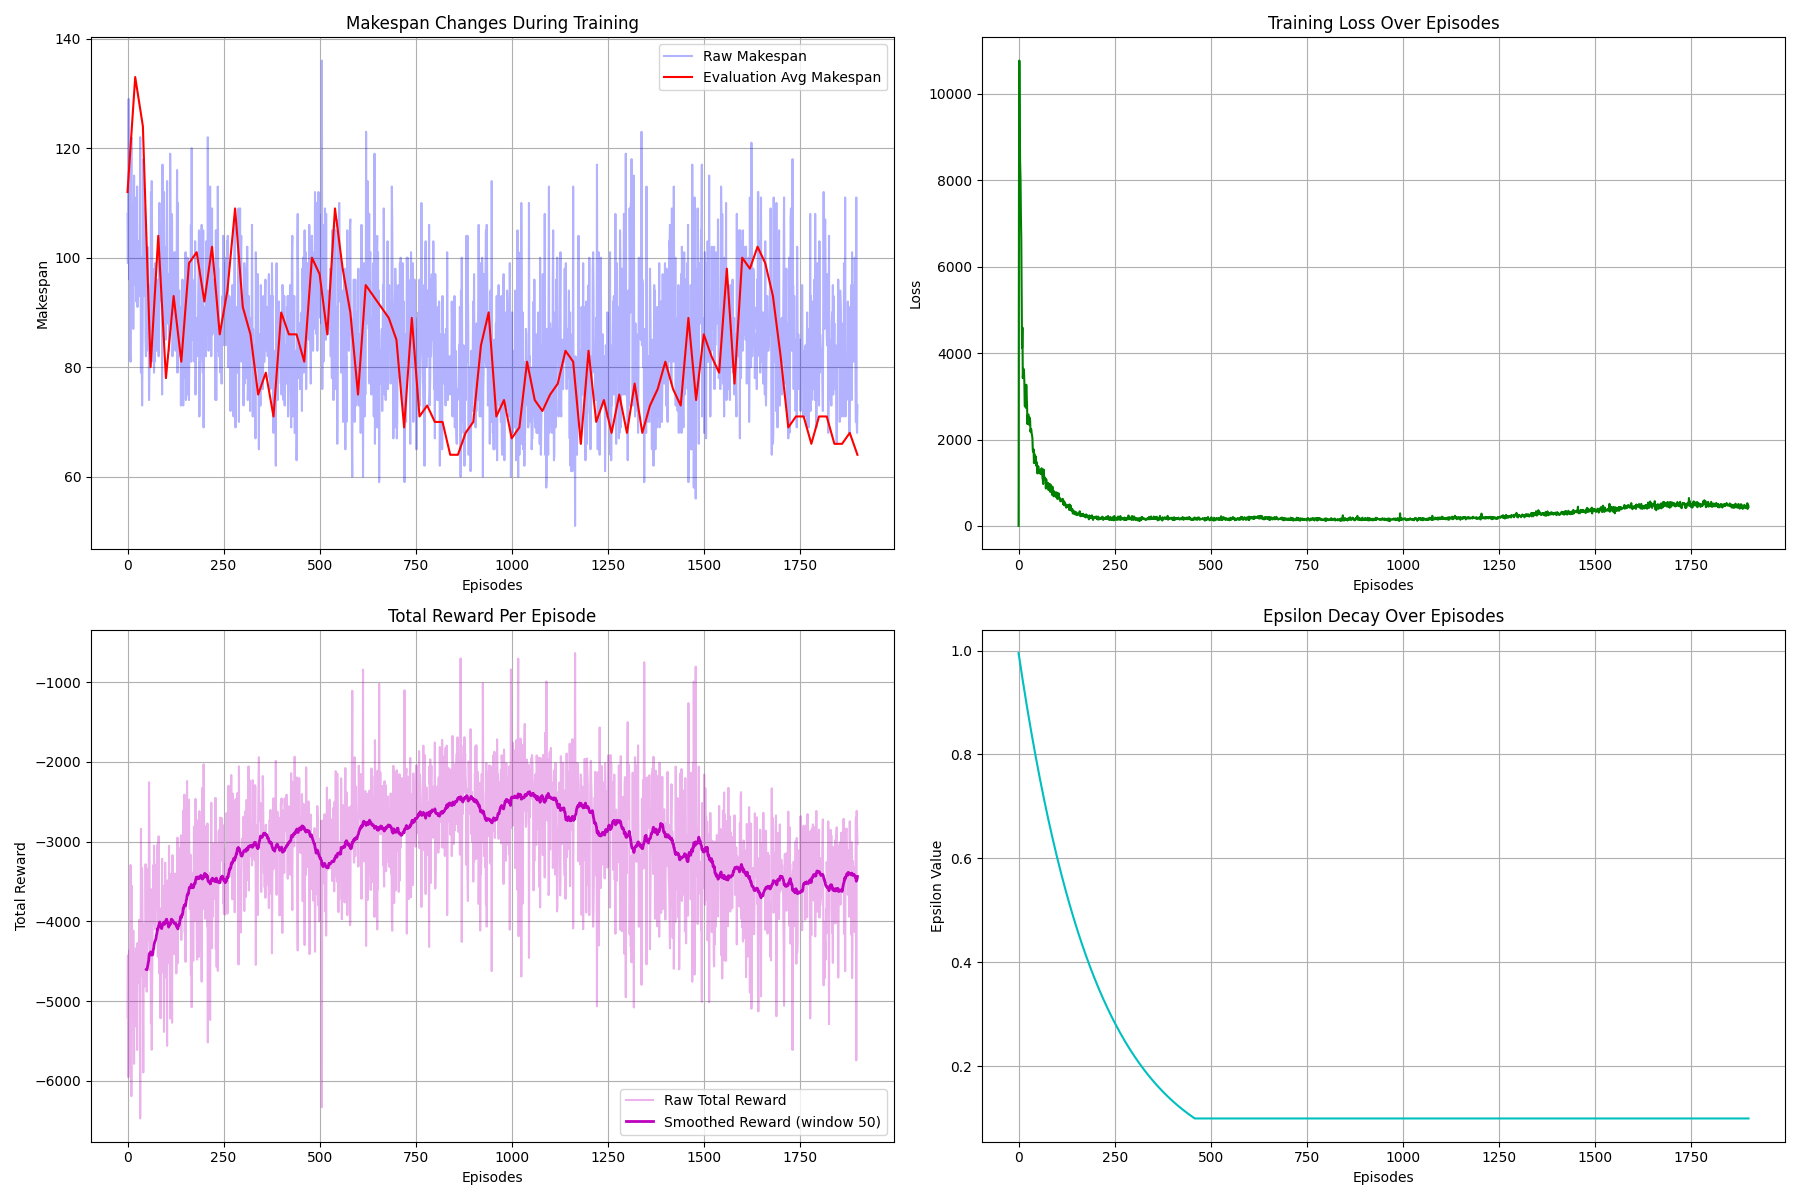 Makespan Changes During Training
140
120
100
80
60
Makespan
Raw Makespan
Evaluation Avg Makespan
0 250 500 750 1000 1250 1500 1750
Episodes
Training Loss Over Episodes
10000
8000
6000
4000
2000
0
Loss
0 250 500 750 1000 1250 1500 1750
Episodes
Total Reward Per Episode
−1000
−2000
−3000
−4000
−5000
−6000
Total Reward
Raw Total Reward
Smoothed Reward (window 50)
0 250 500 750 1000 1250 1500 1750
Episodes
Epsilon Decay Over Episodes
1.0
0.8
0.6
0.4
0.2
Epsilon Value
0 250 500 750 1000 1250 1500 1750
Episodes